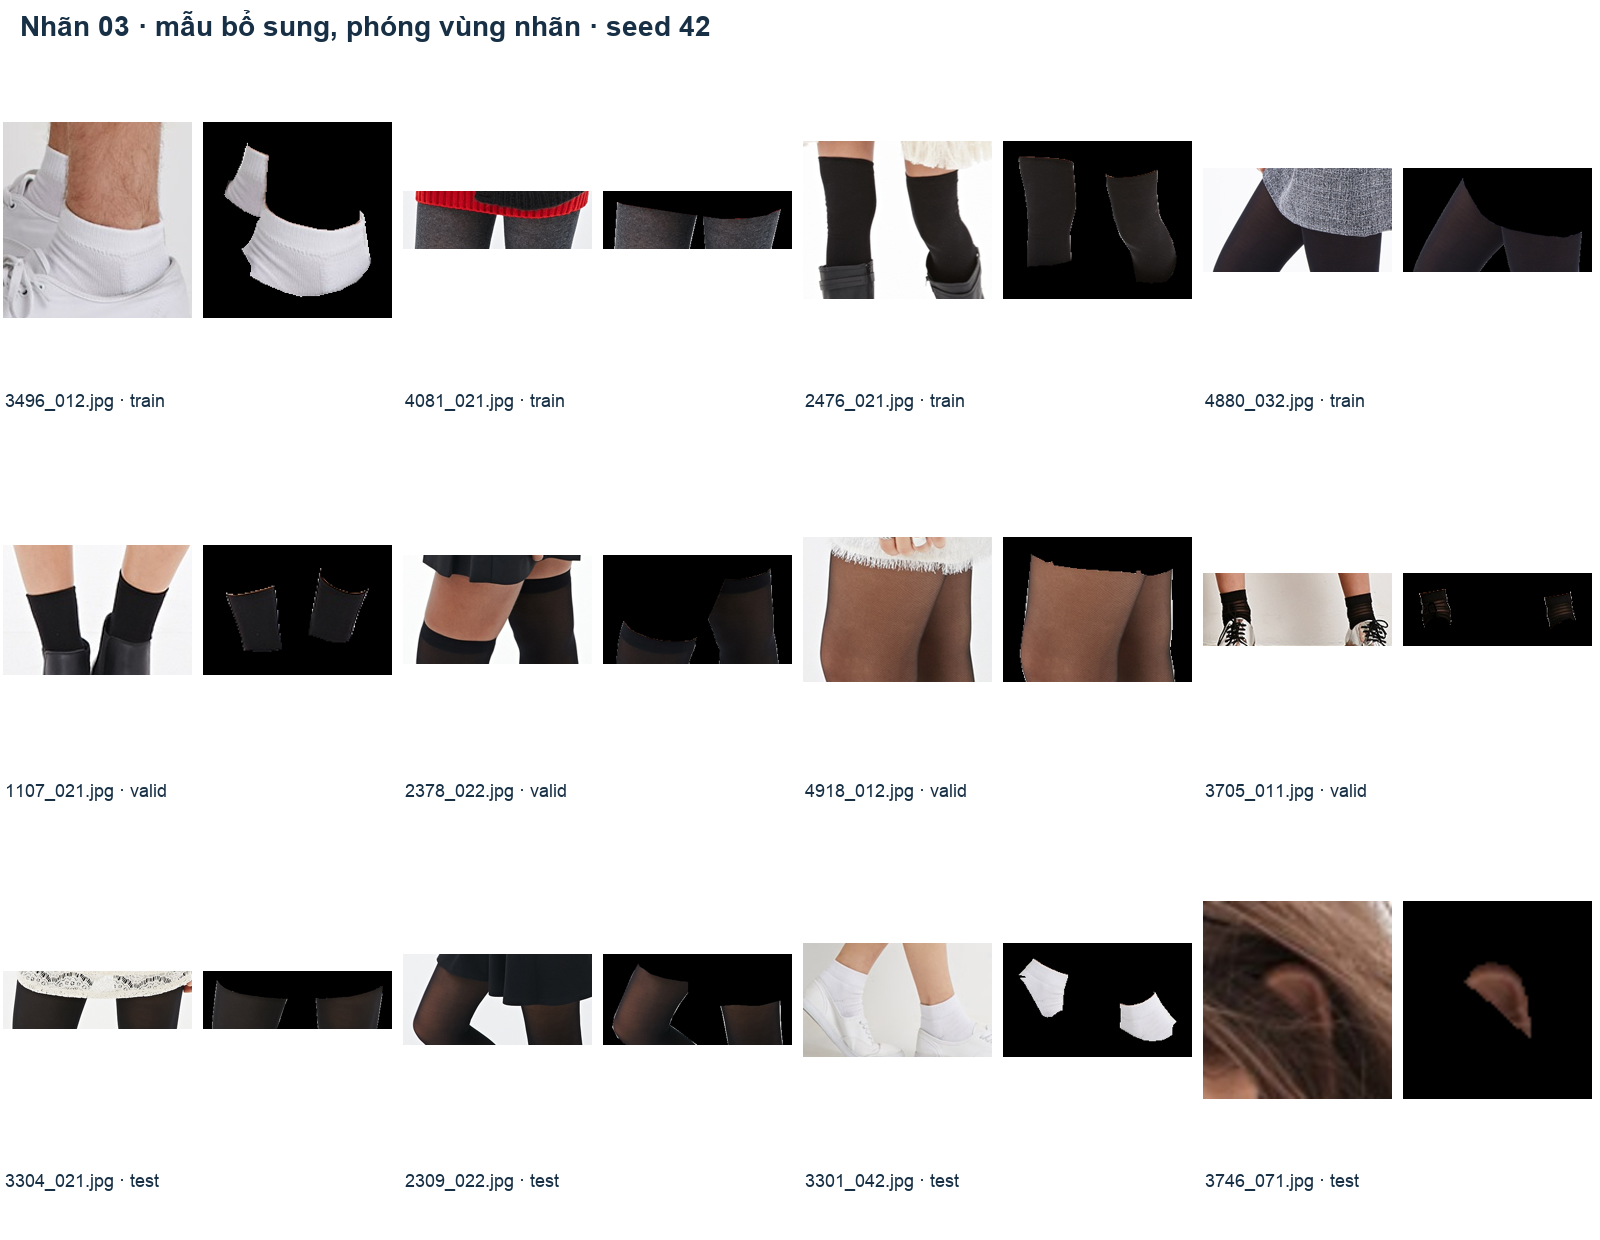 Nhãn 03 · mẫu bổ sung, phóng vùng nhãn · seed 42
3496_012.jpg · train
4081_021.jpg · train
2476_021.jpg · train
4880_032.jpg · train
1107_021.jpg · valid
2378_022.jpg · valid
4918_012.jpg · valid
3705_011.jpg · valid
3304_021.jpg · test
2309_022.jpg · test
3301_042.jpg · test
3746_071.jpg · test